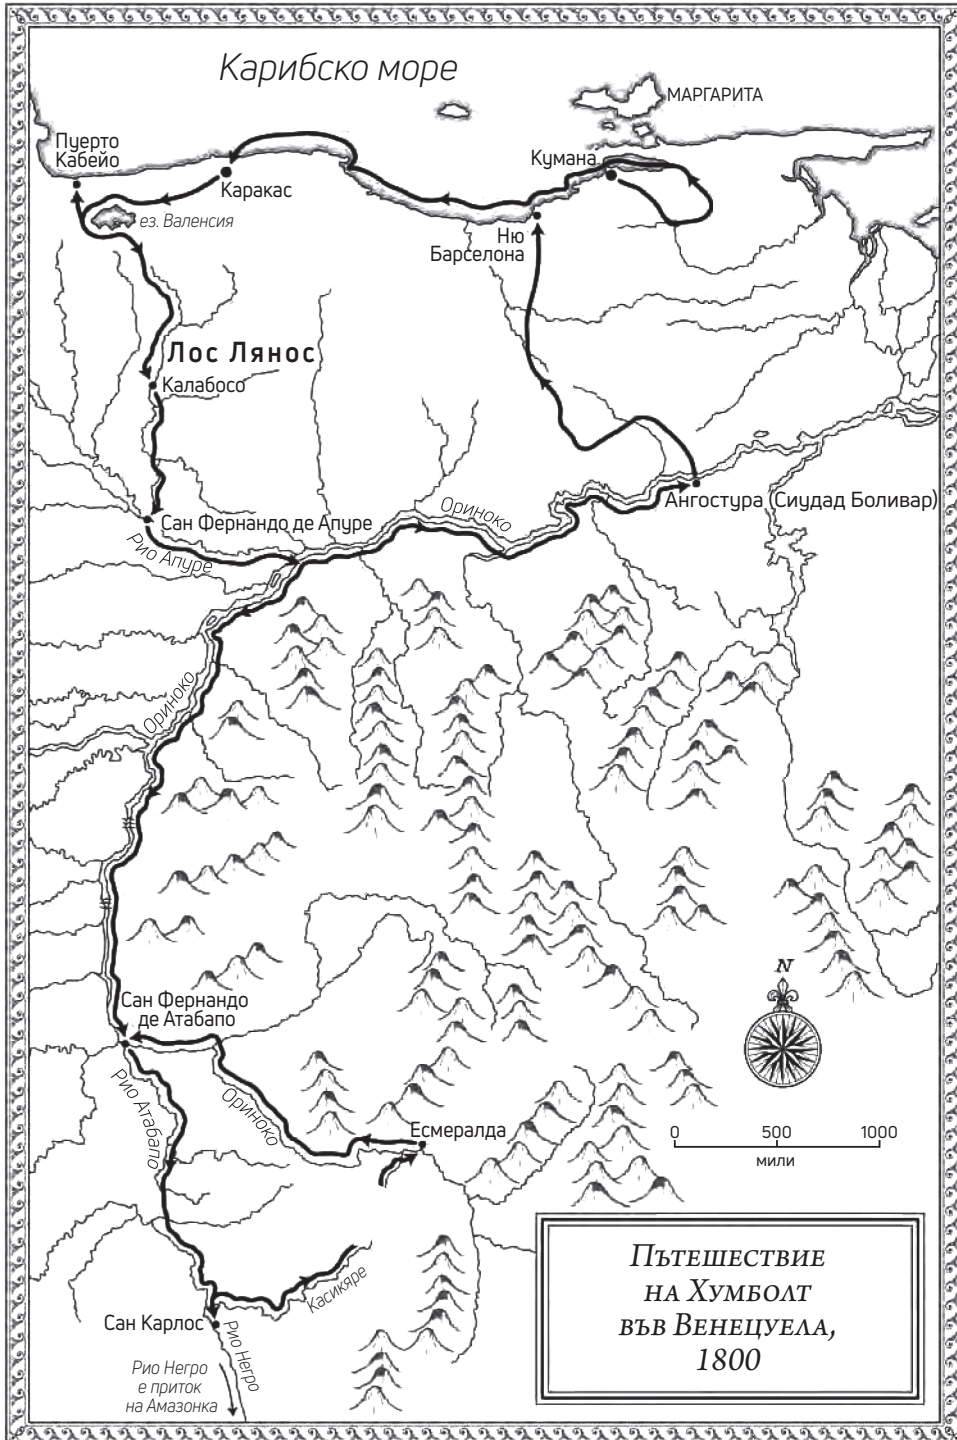 Карибско море
МАРГАРИТА
Пуерто
Кабейо
Кумана
Каракас
ез. Валенсия
Ню
Барселона
Лос Лянос
Калабосо
Ангостура (Сиудад Боливар)
Ориноко
Сан Фернандо де Апуре
Рио Апуре
Ориноко
N
Сан Фернандо
де Атабапо
Рио Атабапо
Ориноко
Есмералда
0 500 1000
мили
Касикяре
Сан Карлос
Рио Негро
Рио Негро
е приток
на Амазонка
Пътешествие
на Хумболт
във Венецуела,
1800